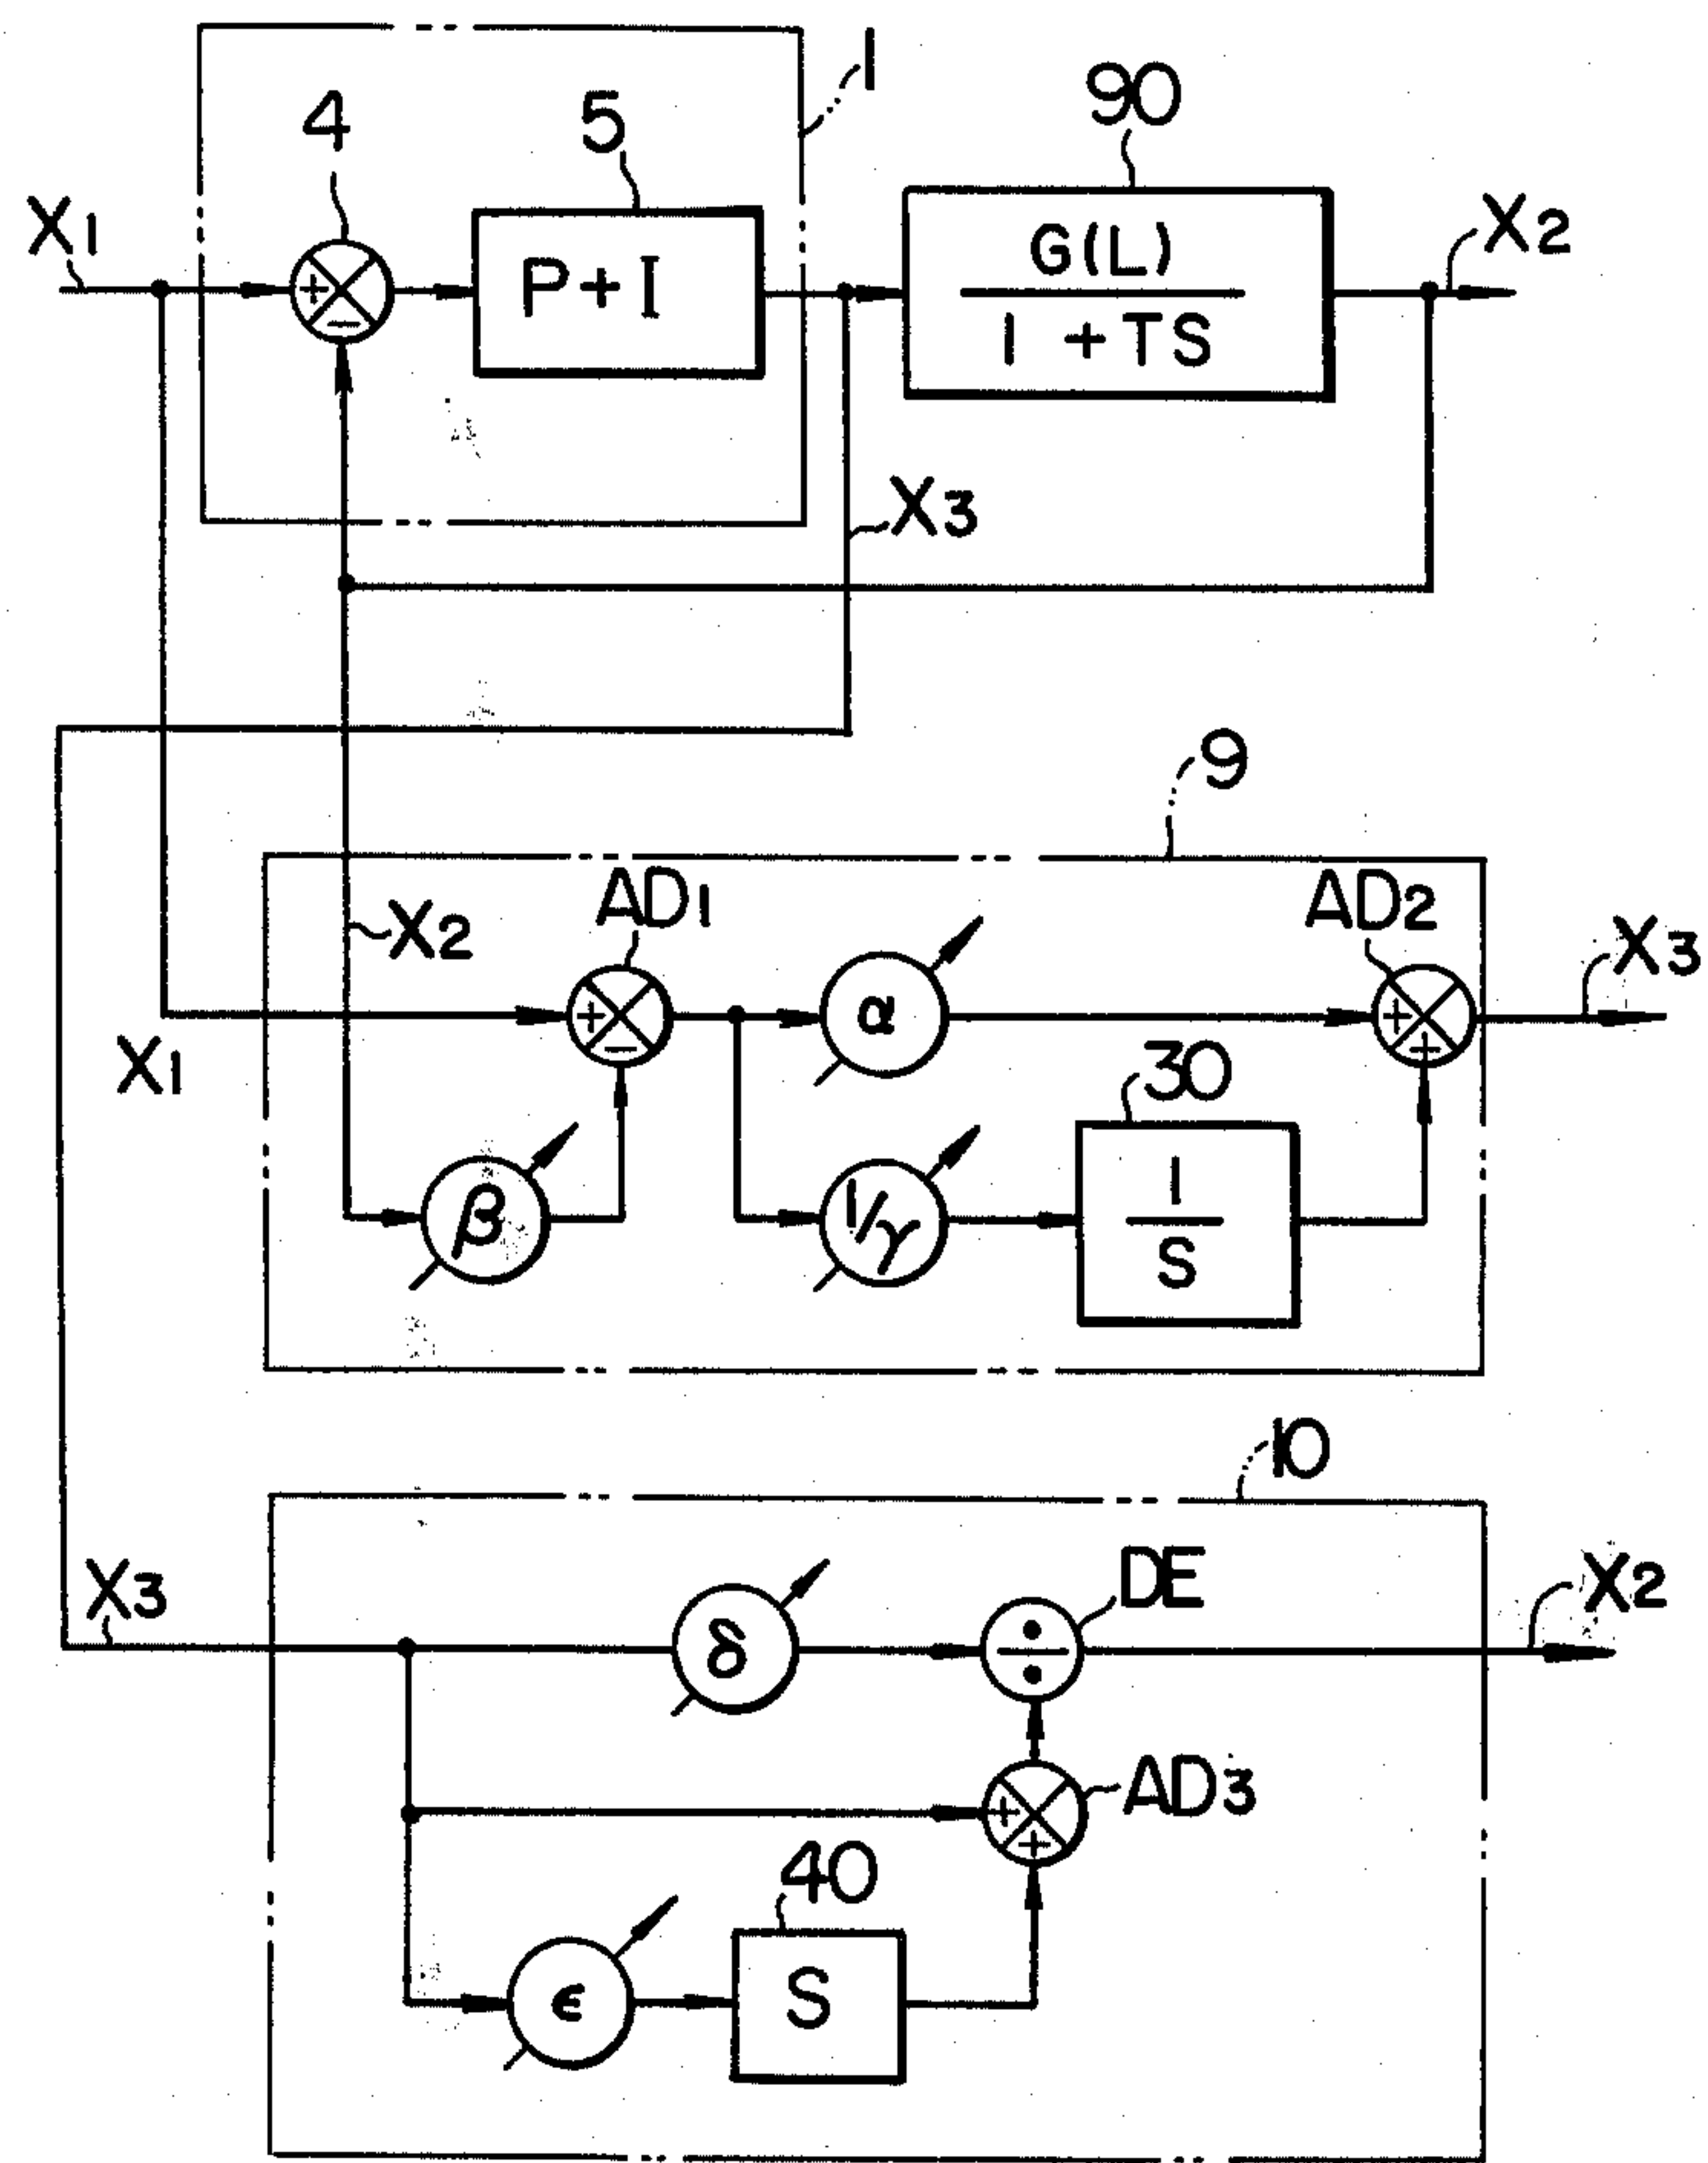 1
4
5
90
X1
+
−
P+I
G(L)
1 +TS
X2
X3
9
AD1
AD2
X2
X3
+
−
α
+
+
X1
30
β
1/γ
1
S
10
X3
δ
DE
÷
X2
AD3
+
+
40
ϵ
S